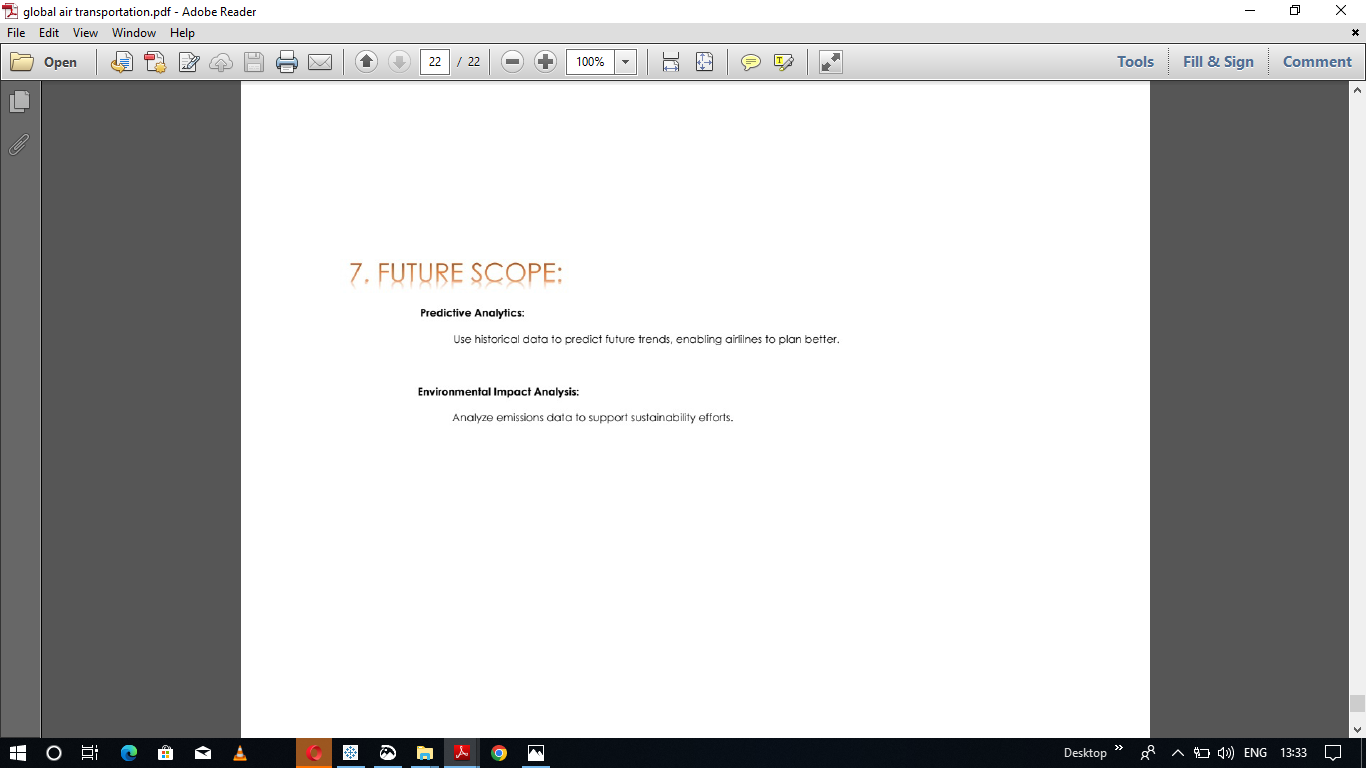 global air transportation.pdf - Adobe Reader
File Edit View Window Help
Open 22 / 22 100% Tools Fill & Sign Comment
7. FUTURE SCOPE:
Predictive Analytics:
Use historical data to predict future trends, enabling airlines to plan better.
Environmental Impact Analysis:
Analyze emissions data to support sustainability efforts.
Desktop ENG 13:33